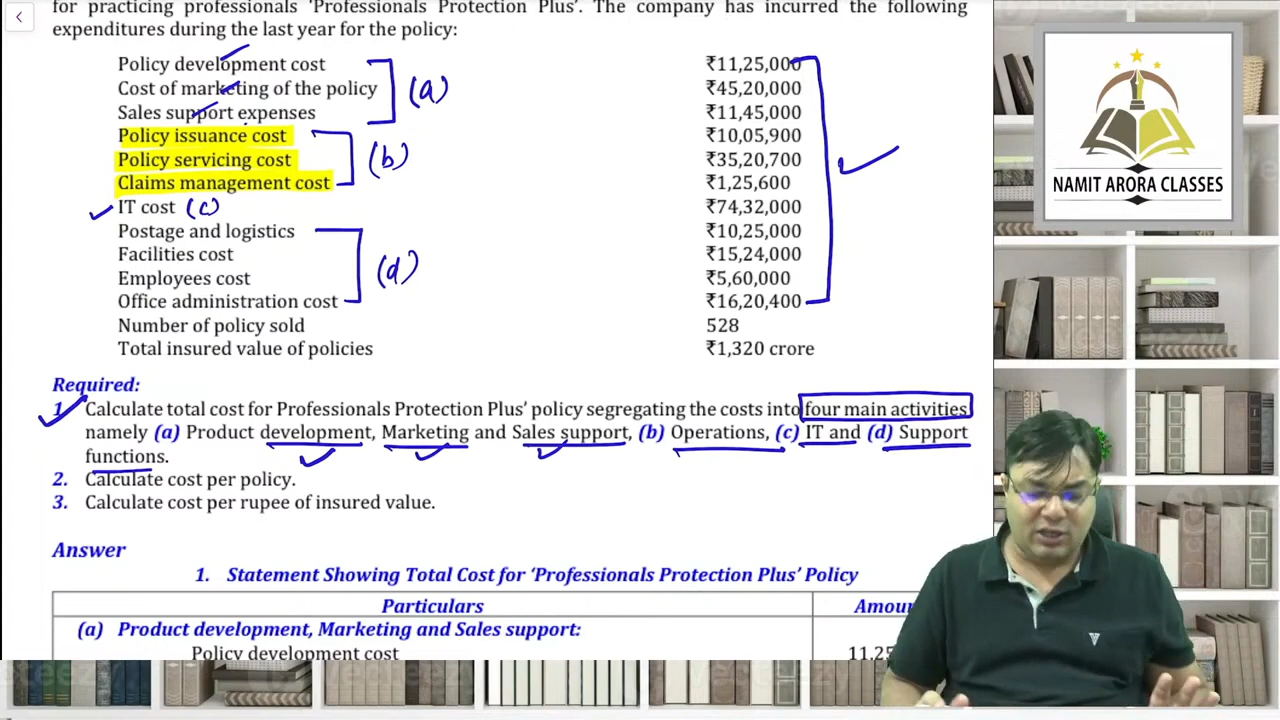 for practicing professionals ‘Professionals Protection Plus’. The company has incurred the following
expenditures during the last year for the policy:
Policy development cost ₹11,25,000
Cost of marketing of the policy ₹45,20,000
Sales support expenses ₹11,45,000
(a)
Policy issuance cost ₹10,05,900
Policy servicing cost ₹35,20,700
(b)
Claims management cost ₹1,25,600
IT cost (c) ₹74,32,000
Postage and logistics ₹10,25,000
Facilities cost ₹15,24,000
(d)
Employees cost ₹5,60,000
Office administration cost ₹16,20,400
Number of policy sold 528
Total insured value of policies ₹1,320 crore
NAMIT ARORA CLASSES
Required:
1. Calculate total cost for Professionals Protection Plus’ policy segregating the costs into four main activities
namely (a) Product development, Marketing and Sales support, (b) Operations, (c) IT and (d) Support
functions.
2. Calculate cost per policy.
3. Calculate cost per rupee of insured value.
Answer
1. Statement Showing Total Cost for ‘Professionals Protection Plus’ Policy
Particulars
(a) Product development, Marketing and Sales support:
Policy development cost